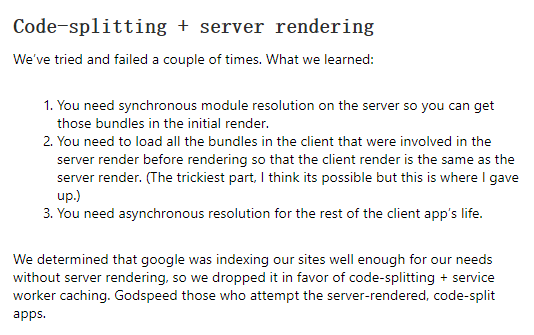 Code-splitting + server rendering
We've tried and failed a couple of times. What we learned:
1. You need synchronous module resolution on the server so you can get
those bundles in the initial render.
2. You need to load all the bundles in the client that were involved in the
server render before rendering so that the client render is the same as the
server render. (The trickiest part, I think its possible but this is where I gave
up.)
3. You need asynchronous resolution for the rest of the client app's life.
We determined that google was indexing our sites well enough for our needs
without server rendering, so we dropped it in favor of code-splitting + service
worker caching. Godspeed those who attempt the server-rendered, code-split
apps.